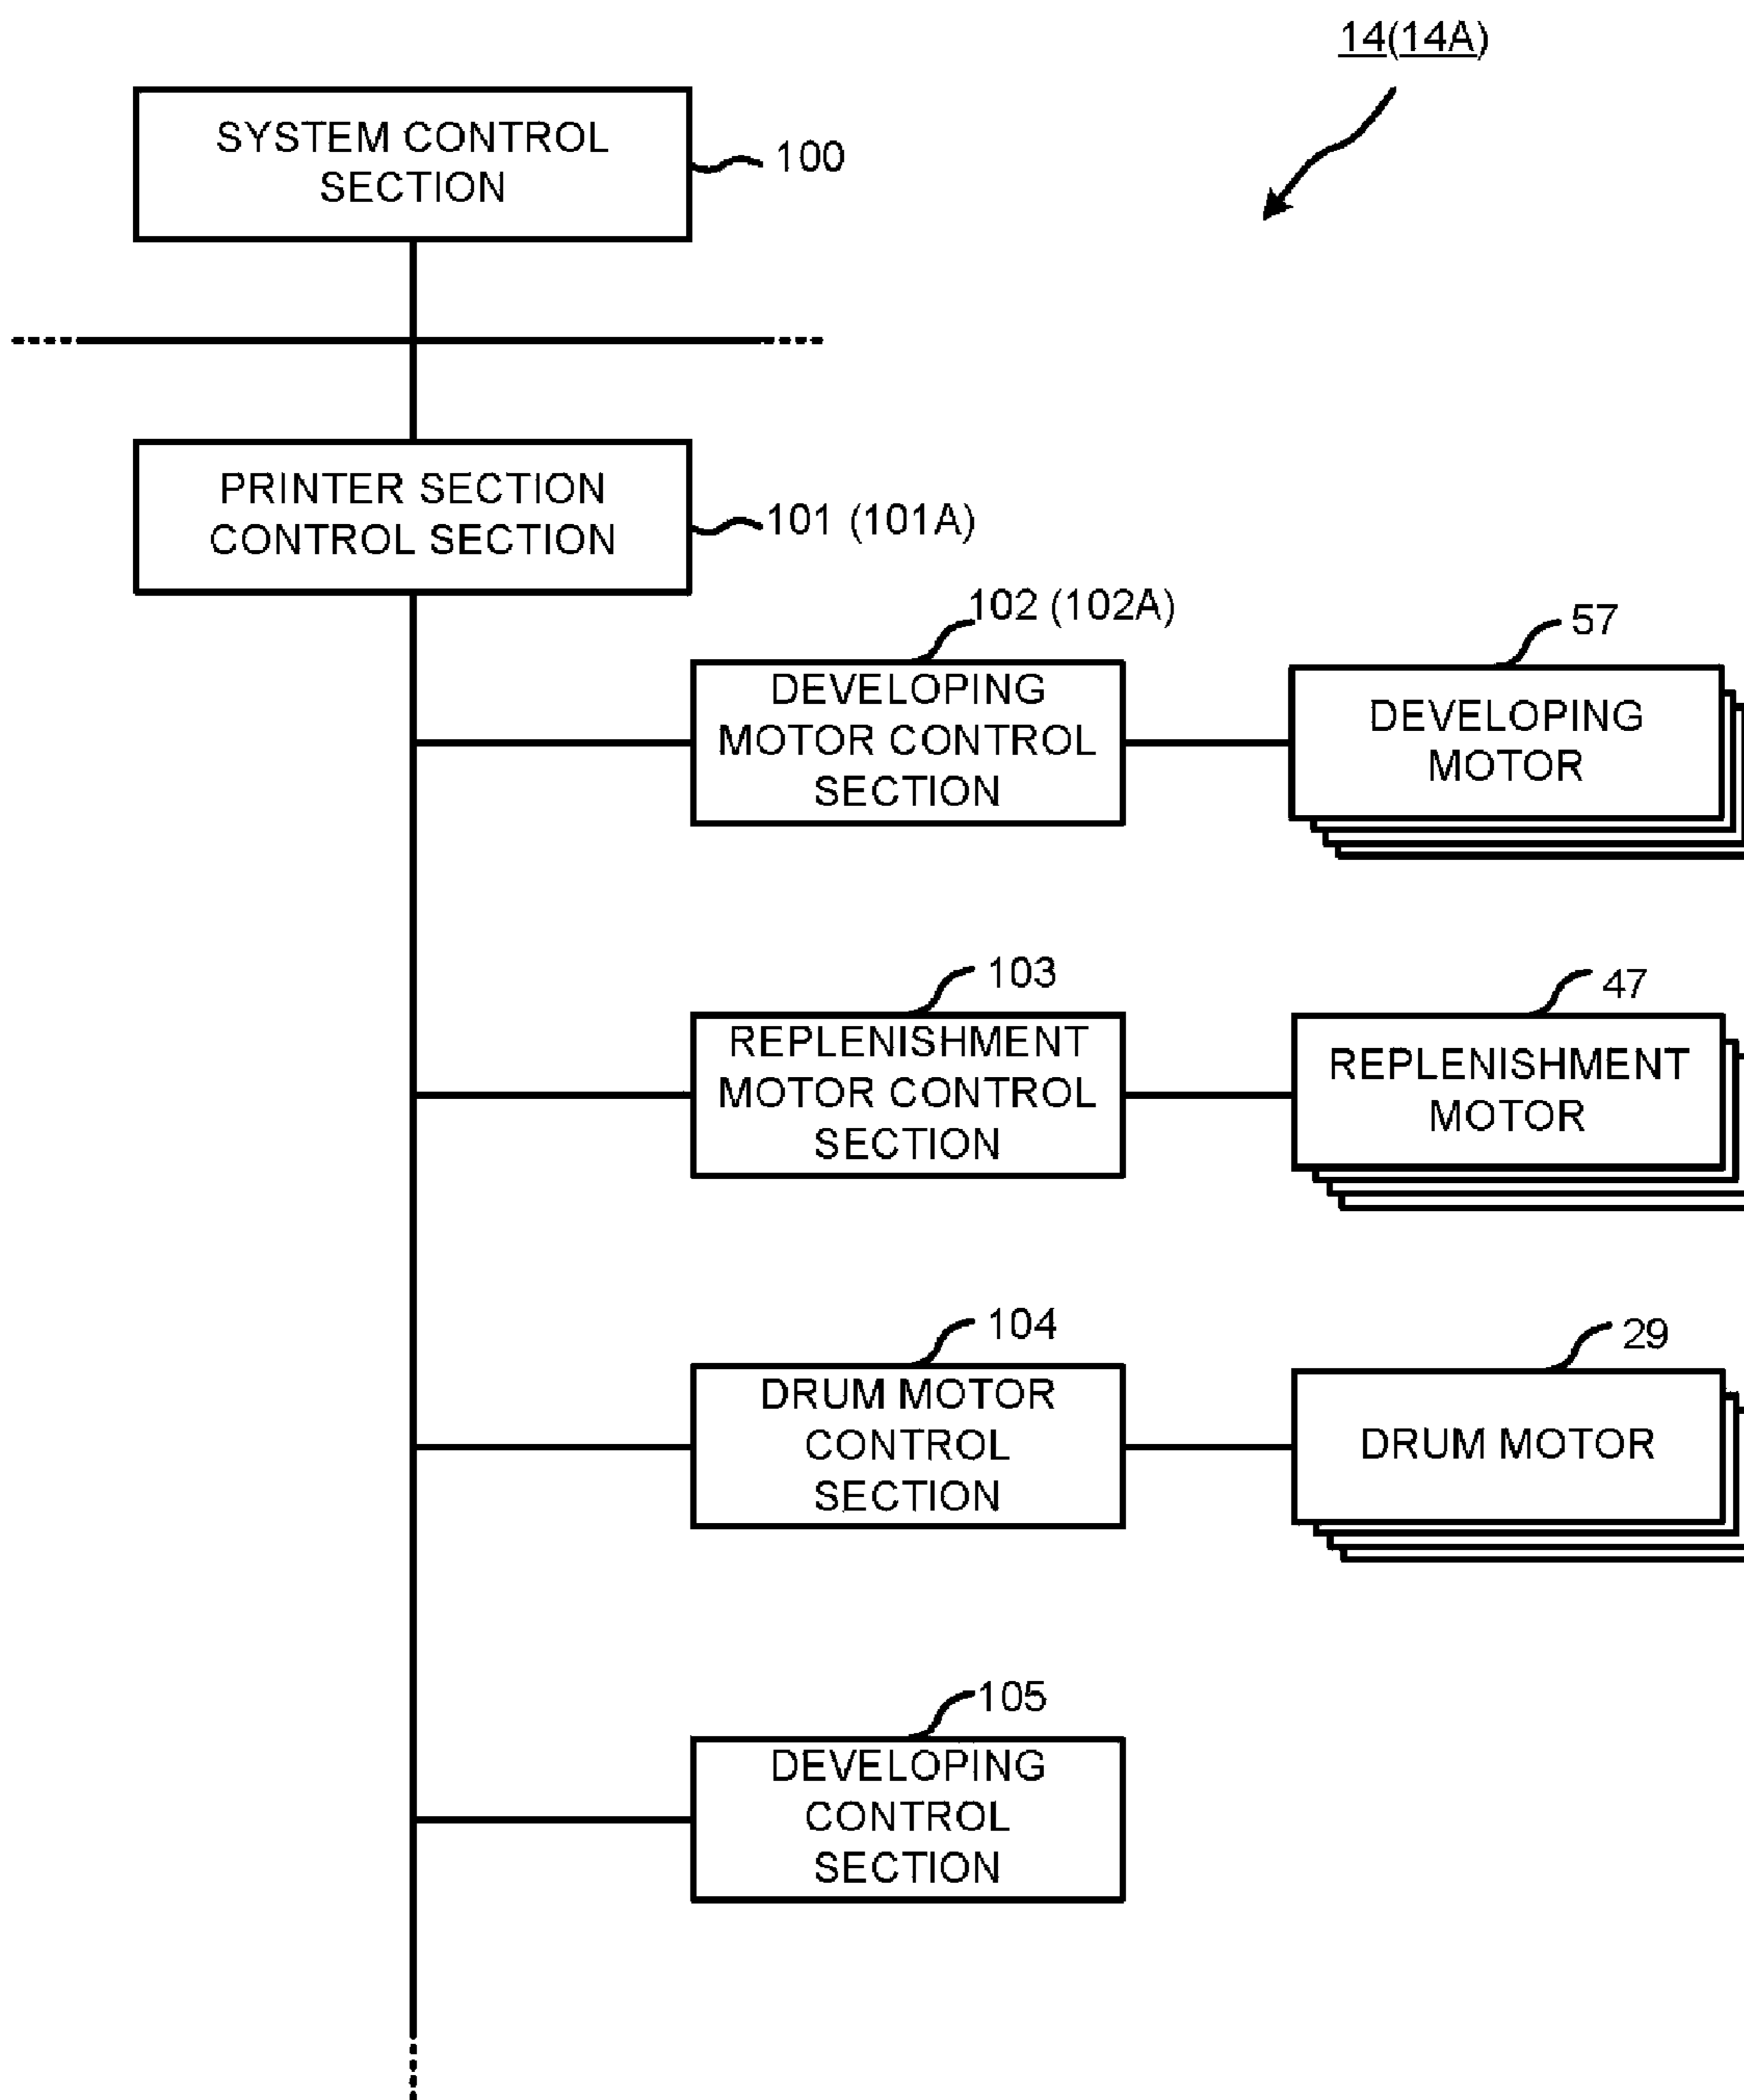 14(14A)
SYSTEM CONTROL
SECTION
100
PRINTER SECTION
CONTROL SECTION
101 (101A)
102 (102A)
DEVELOPING
MOTOR CONTROL
SECTION
57
DEVELOPING
MOTOR
103
REPLENISHMENT
MOTOR CONTROL
SECTION
47
REPLENISHMENT
MOTOR
104
DRUM MOTOR
CONTROL
SECTION
29
DRUM MOTOR
105
DEVELOPING
CONTROL
SECTION